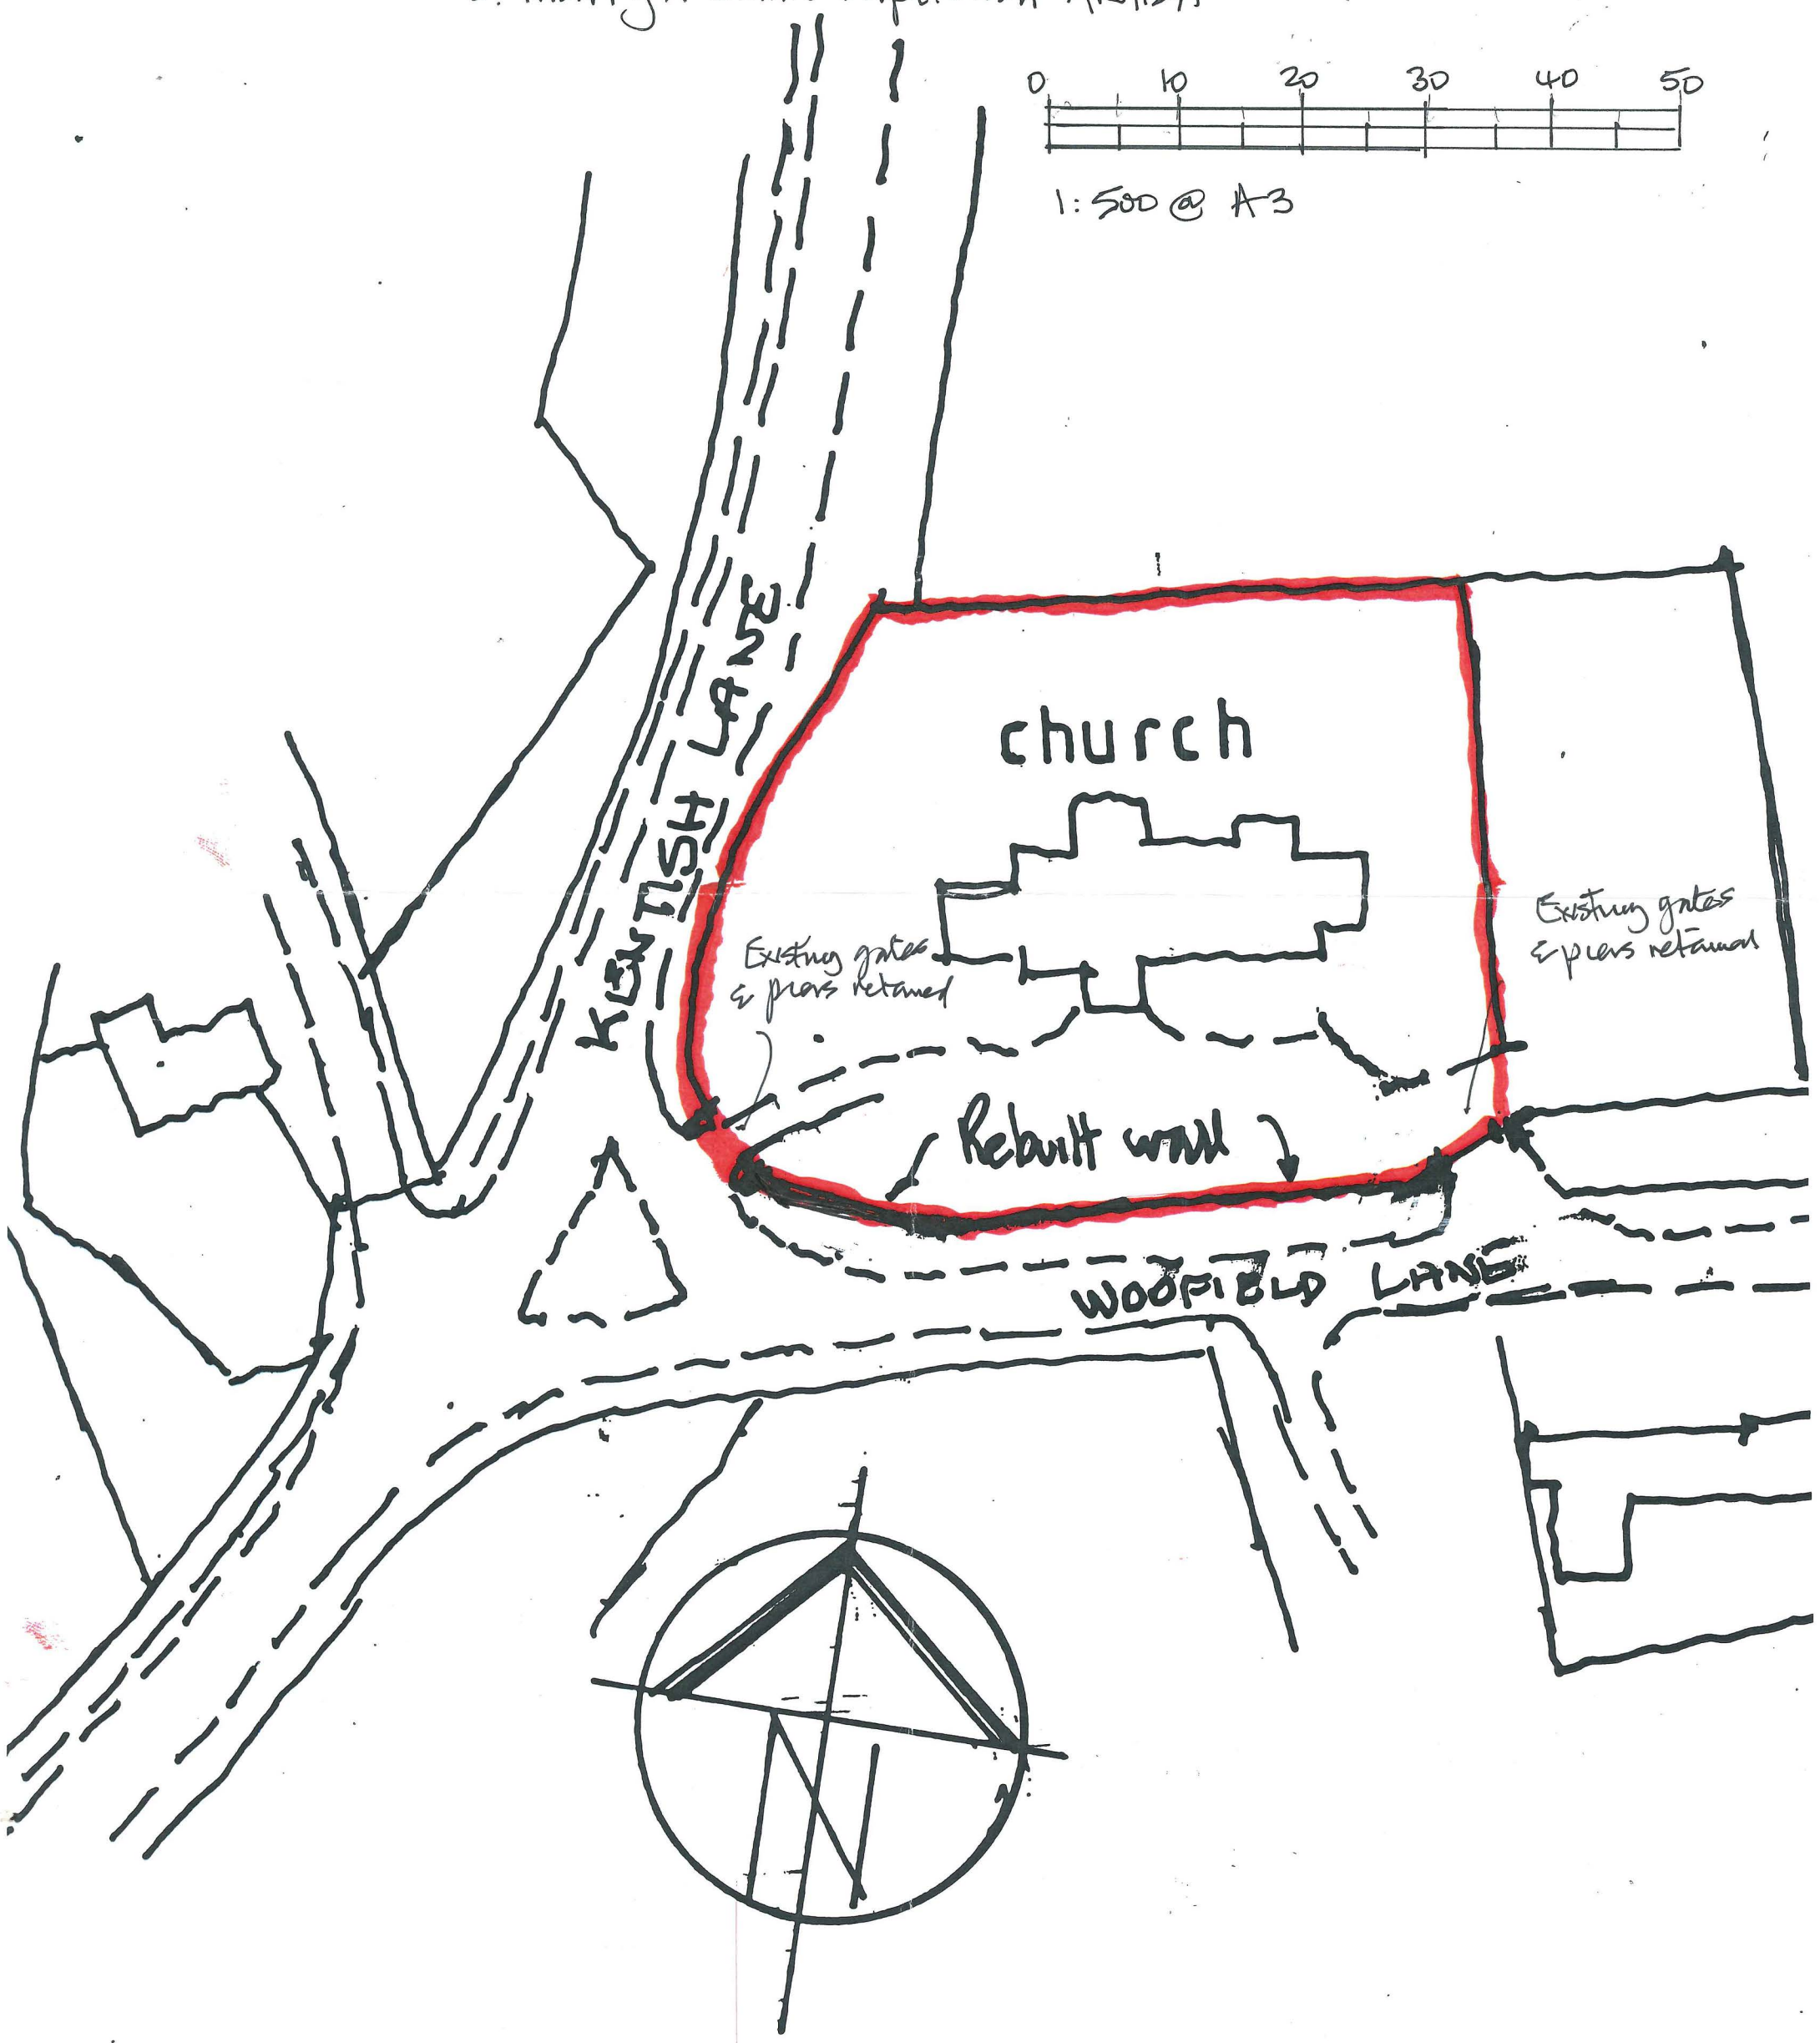 0 10 20 30 40 50
1:500 @ A3
KENTISH LANE
church
Existing gates
& piers retained
Existing gates
& piers retained
Rebuilt wall
WOOFIELD LANE
N